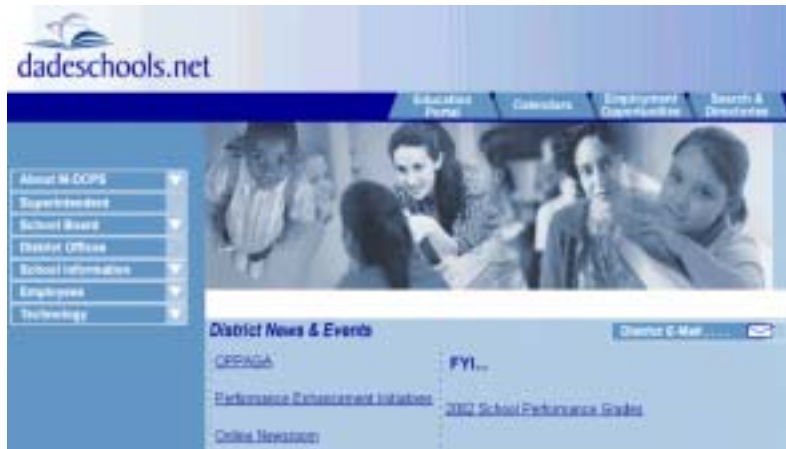 dadeschools.net
Education Portal
Calendars
Employment Opportunities
Search & Directories
About M-DCPS
Superintendent
School Board
District Offices
School Information
Employees
Technology
District News & Events
District E-Mail.....
OPPAGA
FYI...
Performance Enhancement Initiatives
2002 School Performance Grades
Online Newsroom